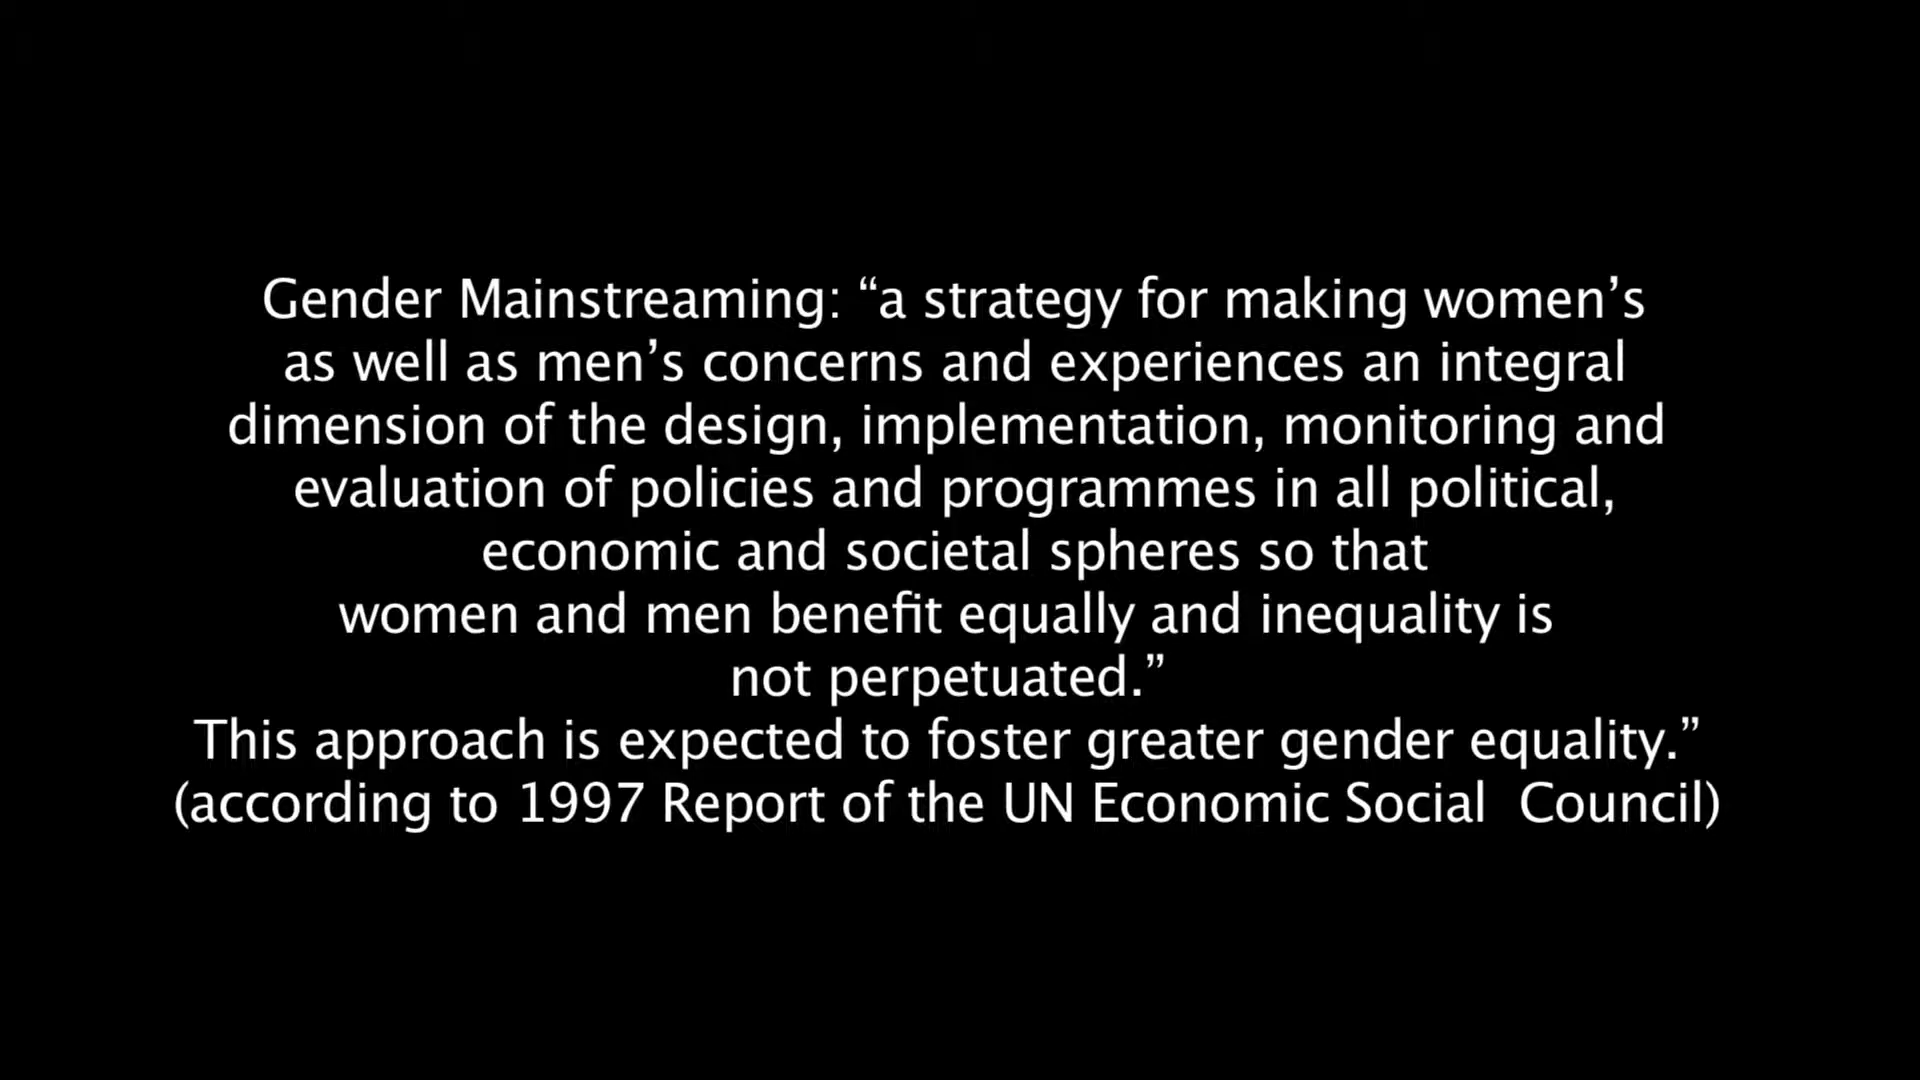 Gender Mainstreaming: “a strategy for making women’s
as well as men’s concerns and experiences an integral
dimension of the design, implementation, monitoring and
evaluation of policies and programmes in all political,
economic and societal spheres so that
women and men benefit equally and inequality is
not perpetuated.”
This approach is expected to foster greater gender equality.”
(according to 1997 Report of the UN Economic Social  Council)